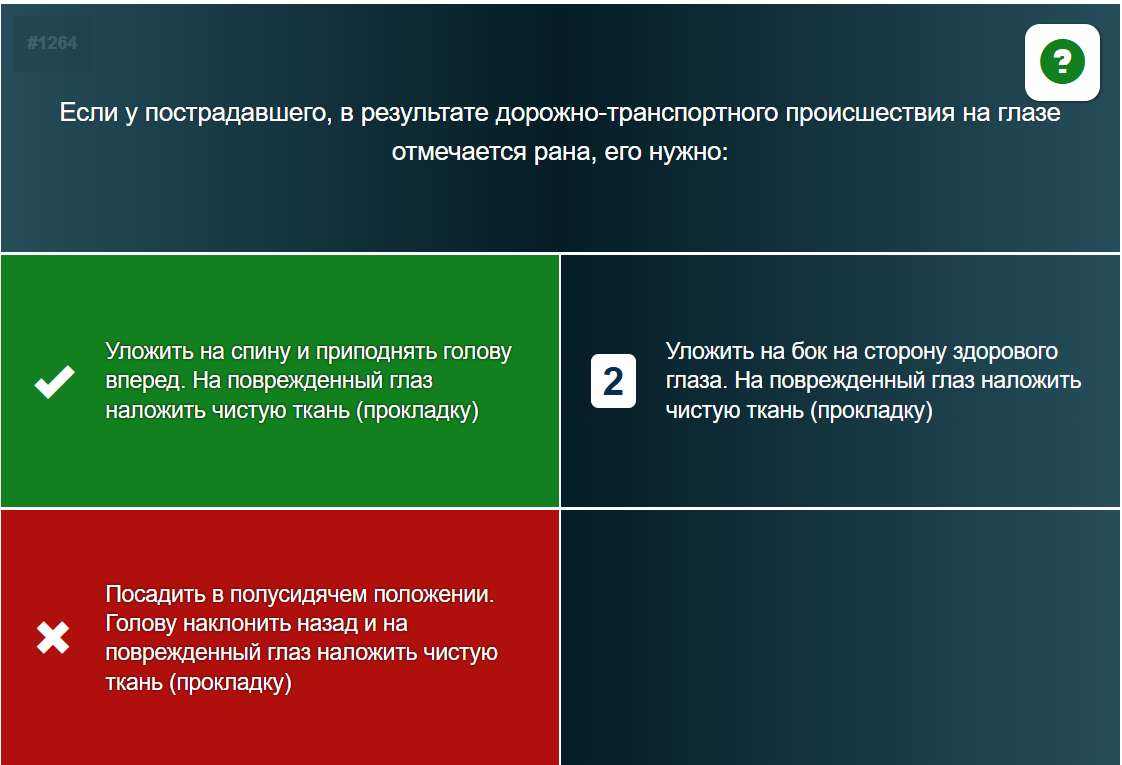 #1264
?
Если у пострадавшего, в результате дорожно-транспортного происшествия на глазе
отмечается рана, его нужно:
Уложить на спину и приподнять голову
вперед. На поврежденный глаз
наложить чистую ткань (прокладку)
2
Уложить на бок на сторону здорового
глаза. На поврежденный глаз наложить
чистую ткань (прокладку)
Посадить в полусидячем положении.
Голову наклонить назад и на
поврежденный глаз наложить чистую
ткань (прокладку)